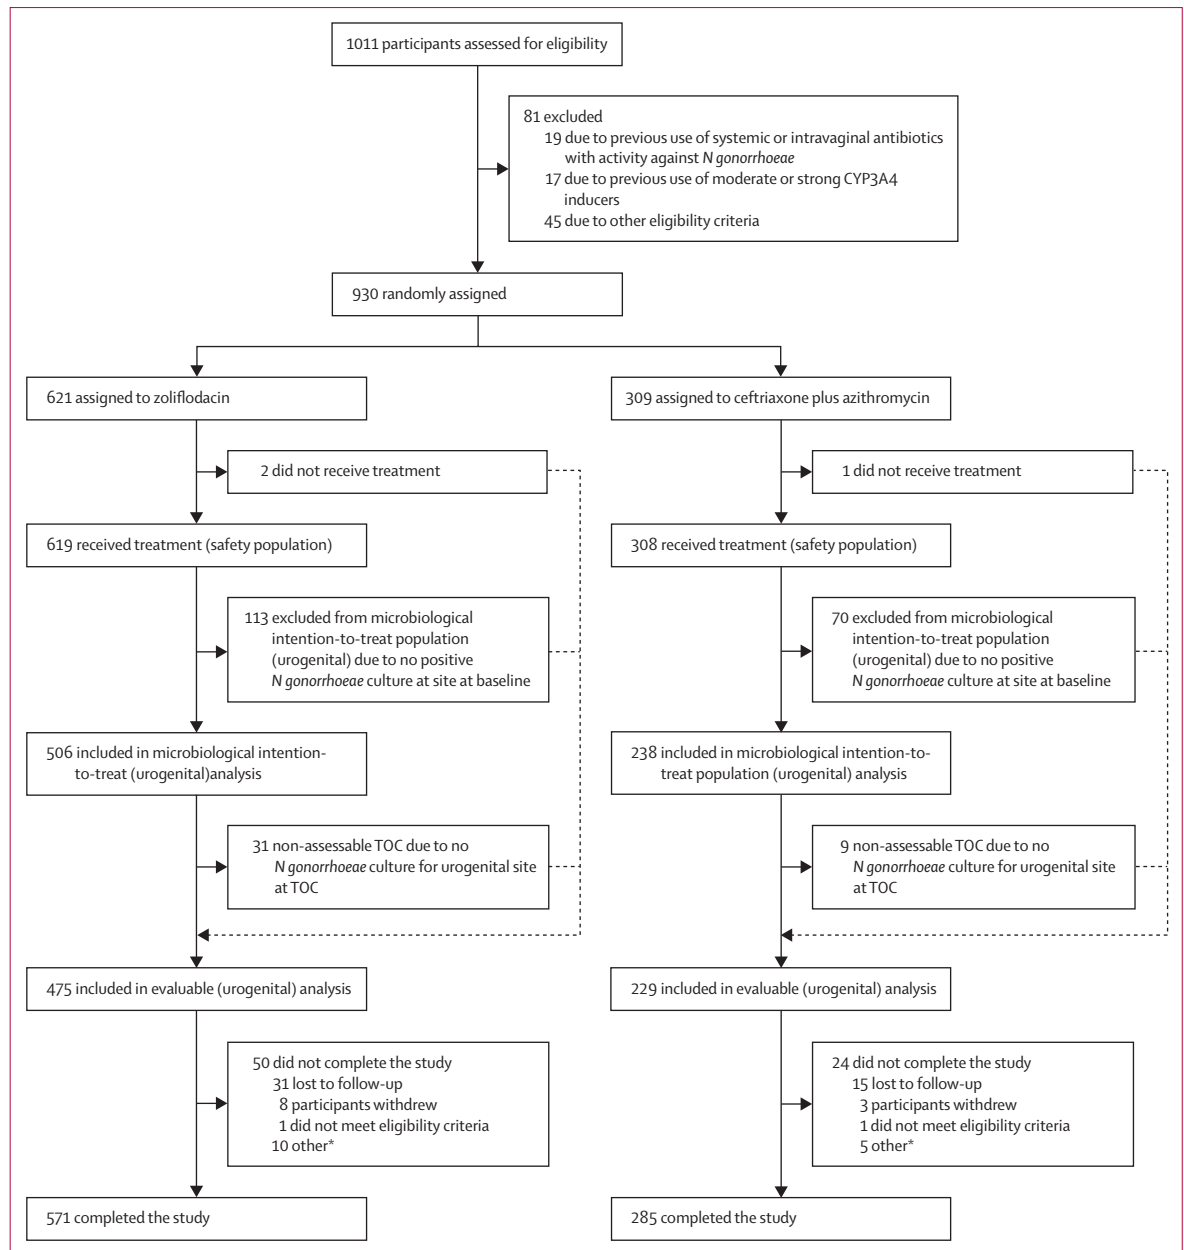 1011 participants assessed for eligibility
81 excluded
19 due to previous use of systemic or intravaginal antibiotics
with activity against N gonorrhoeae
17 due to previous use of moderate or strong CYP3A4
inducers
45 due to other eligibility criteria
930 randomly assigned
621 assigned to zoliflodacin
309 assigned to ceftriaxone plus azithromycin
2 did not receive treatment
1 did not receive treatment
619 received treatment (safety population)
308 received treatment (safety population)
113 excluded from microbiological
intention-to-treat population
(urogenital) due to no positive
N gonorrhoeae culture at site at baseline
70 excluded from microbiological
intention-to-treat population
(urogenital) due to no positive
N gonorrhoeae culture at site at baseline
506 included in microbiological intention-
to-treat (urogenital)analysis
238 included in microbiological intention-to-
treat population (urogenital) analysis
31 non-assessable TOC due to no
N gonorrhoeae culture for urogenital site
at TOC
9 non-assessable TOC due to no
N gonorrhoeae culture for urogenital site
at TOC
475 included in evaluable (urogenital) analysis
229 included in evaluable (urogenital) analysis
50 did not complete the study
31 lost to follow-up
8 participants withdrew
1 did not meet eligibility criteria
10 other*
24 did not complete the study
15 lost to follow-up
3 participants withdrew
1 did not meet eligibility criteria
5 other*
571 completed the study
285 completed the study